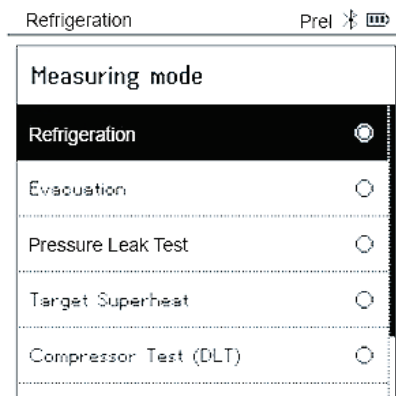 Refrigeration Prel
Measuring mode
Refrigeration
Evacuation
Pressure Leak Test
Target Superheat
Compressor Test (DLT)